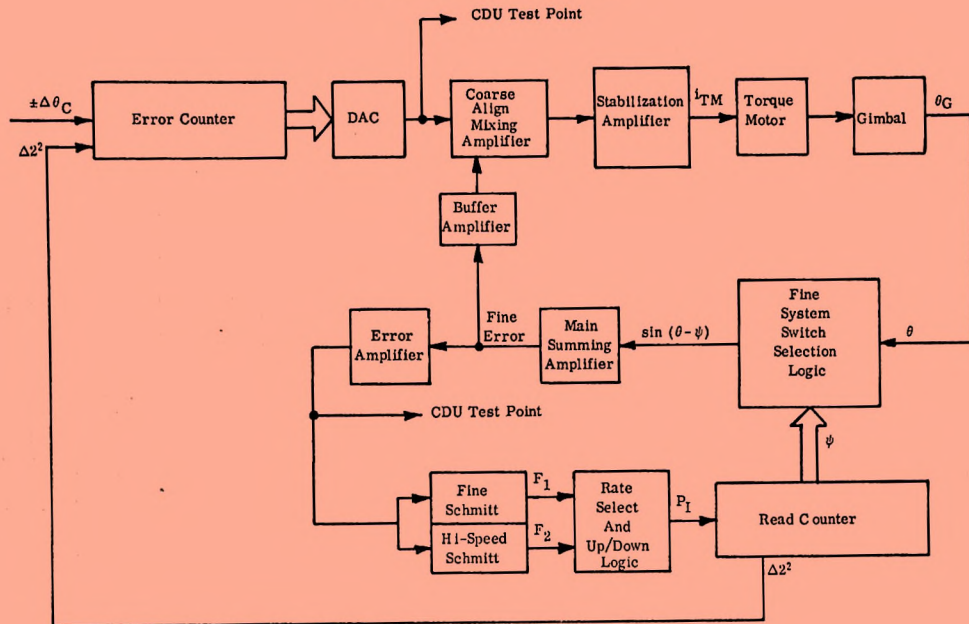 CDU Test Point
±Δθ_C
Δ2²
Error Counter
DAC
Coarse
Align
Mixing
Amplifier
Stabilization
Amplifier
i_TM
Torque
Motor
Gimbal
θ_G
Buffer
Amplifier
Fine
Error
Error
Amplifier
Main
Summing
Amplifier
sin (θ-ψ)
Fine
System
Switch
Selection
Logic
θ
CDU Test Point
ψ
Fine
Schmitt
Hi-Speed
Schmitt
F₁
F₂
Rate
Select
And
Up/Down
Logic
P_I
Read Counter
Δ2²